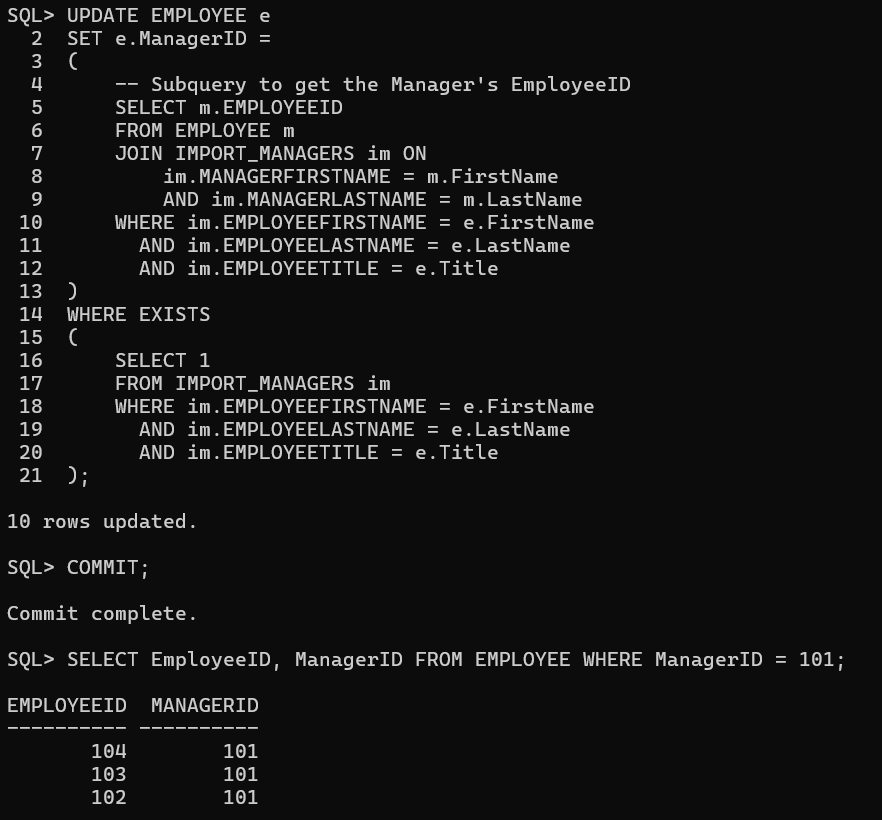 SQL> UPDATE EMPLOYEE e
  2  SET e.ManagerID =
  3  (
  4      -- Subquery to get the Manager's EmployeeID
  5      SELECT m.EMPLOYEEID
  6      FROM EMPLOYEE m
  7      JOIN IMPORT_MANAGERS im ON
  8          im.MANAGERFIRSTNAME = m.FirstName
  9          AND im.MANAGERLASTNAME = m.LastName
 10      WHERE im.EMPLOYEEFIRSTNAME = e.FirstName
 11        AND im.EMPLOYEELASTNAME = e.LastName
 12        AND im.EMPLOYEETITLE = e.Title
 13  )
 14  WHERE EXISTS
 15  (
 16      SELECT 1
 17      FROM IMPORT_MANAGERS im
 18      WHERE im.EMPLOYEEFIRSTNAME = e.FirstName
 19        AND im.EMPLOYEELASTNAME = e.LastName
 20        AND im.EMPLOYEETITLE = e.Title
 21  );

10 rows updated.

SQL> COMMIT;

Commit complete.

SQL> SELECT EmployeeID, ManagerID FROM EMPLOYEE WHERE ManagerID = 101;

EMPLOYEEID  MANAGERID
---------- ----------
       104        101
       103        101
       102        101